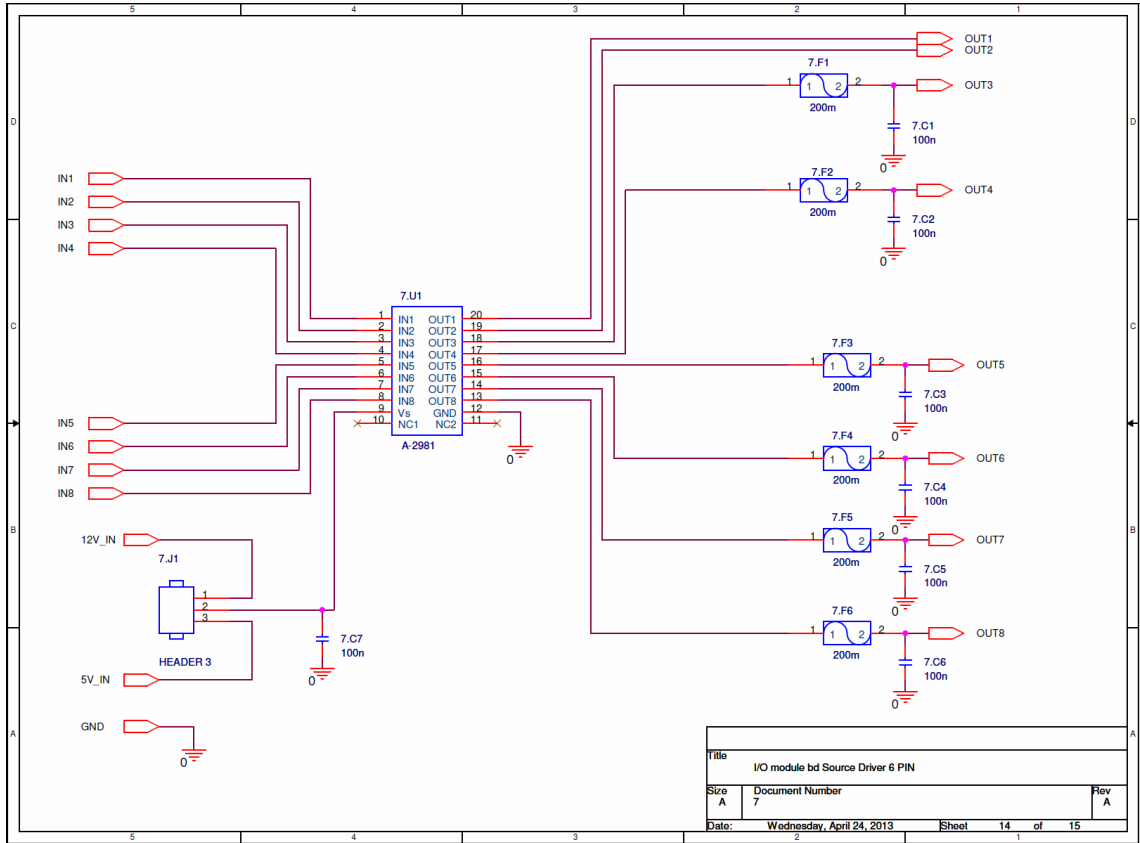 5 4 3 2 1
D
C
B
A
D
C
B
A
OUT1
OUT2
7.F1
1 1 2 2
200m
OUT3
7.C1
100n
0
7.F2
1 1 2 2
200m
OUT4
7.C2
100n
0
IN1
IN2
IN3
IN4
7.U1
1 IN1 OUT1 20
2 IN2 OUT2 19
3 IN3 OUT3 18
4 IN4 OUT4 17
5 IN5 OUT5 16
6 IN6 OUT6 15
7 IN7 OUT7 14
8 IN8 OUT8 13
9 Vs GND 12
10 NC1 NC2 11
A-2981
0
7.F3
1 1 2 2
200m
OUT5
7.C3
100n
0
IN5
IN6
IN7
IN8
7.F4
1 1 2 2
200m
OUT6
7.C4
100n
0
7.F5
1 1 2 2
200m
OUT7
7.C5
100n
0
7.F6
1 1 2 2
200m
OUT8
7.C6
100n
0
12V_IN
7.J1
1
2
3
HEADER 3
7.C7
100n
0
5V_IN
GND
0
Title
I/O module bd Source Driver 6 PIN
Size Document Number Rev
A 7 A
Date: Wednesday, April 24, 2013 Sheet 14 of 15
5 4 3 2 1